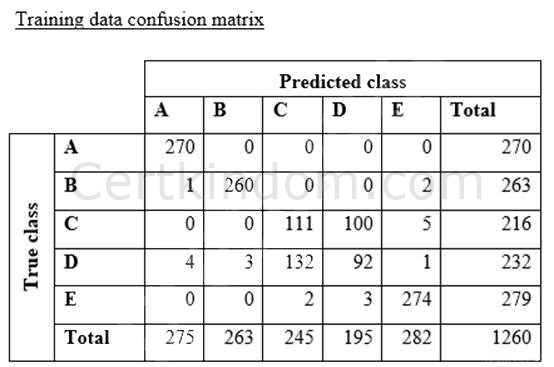 Training data confusion matrix
Predicted class
A B C D E Total
True class
A 270 0 0 0 0 270
B 1 260 0 0 2 263
C 0 0 111 100 5 216
D 4 3 132 92 1 232
E 0 0 2 3 274 279
Total 275 263 245 195 282 1260
Certkingdom.com